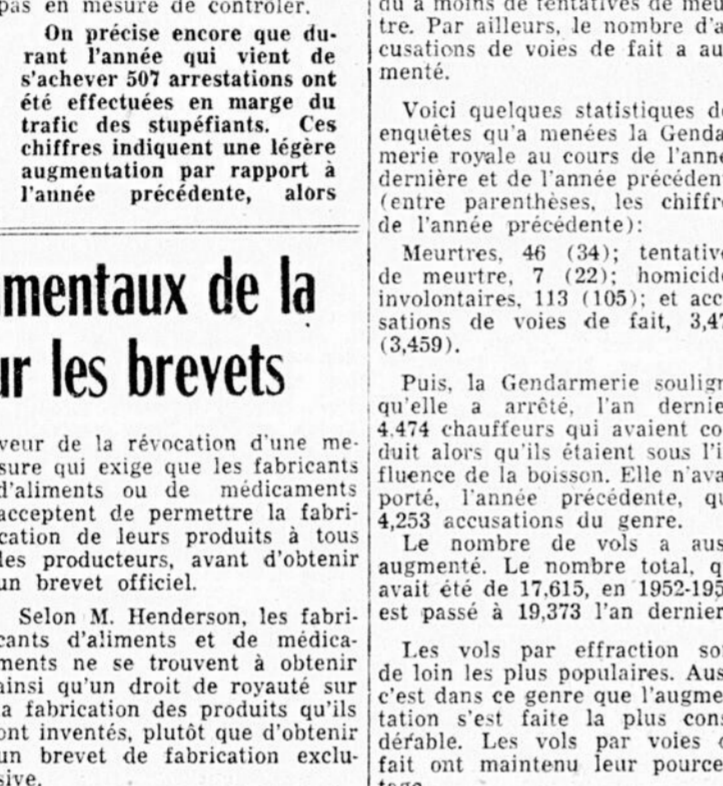 pas en mesure de contrôler.
On précise encore que du-
rant l'année qui vient de
s'achever 507 arrestations ont
été effectuées en marge du
trafic des stupéfiants. Ces
chiffres indiquent une légère
augmentation par rapport à
l'année précédente, alors
mentaux de la
ur les brevets
veur de la révocation d'une me-
sure qui exige que les fabricants
d'aliments ou de médicaments
acceptent de permettre la fabri-
cation de leurs produits à tous
les producteurs, avant d'obtenir
un brevet officiel.
Selon M. Henderson, les fabri-
cants d'aliments et de médica-
ments ne se trouvent à obtenir
ainsi qu'un droit de royauté sur
la fabrication des produits qu'ils
ont inventés, plutôt que d'obtenir
un brevet de fabrication exclu-
sive.
du à moins de tentatives de meur
tre. Par ailleurs, le nombre d'a
cusations de voies de fait a au
menté.
Voici quelques statistiques d
enquêtes qu'a menées la Genda
merie royale au cours de l'anné
dernière et de l'année précéden
(entre parenthèses, les chiffr
de l'année précédente):
Meurtres, 46 (34); tentativ
de meurtre, 7 (22); homicid
involontaires, 113 (105); et acc
sations de voies de fait, 3,47
(3,459).
Puis, la Gendarmerie soulign
qu'elle a arrêté, l'an dernie
4,474 chauffeurs qui avaient co
duit alors qu'ils étaient sous l'i
fluence de la boisson. Elle n'ava
porté, l'année précédente, qu
4,253 accusations du genre.
Le nombre de vols a aus
augmenté. Le nombre total, q
avait été de 17,615, en 1952-195
est passé à 19,373 l'an dernier
Les vols par effraction so
de loin les plus populaires. Aus
c'est dans ce genre que l'augme
tation s'est faite la plus cons
dérable. Les vols par voies d
fait ont maintenu leur pource
tage.